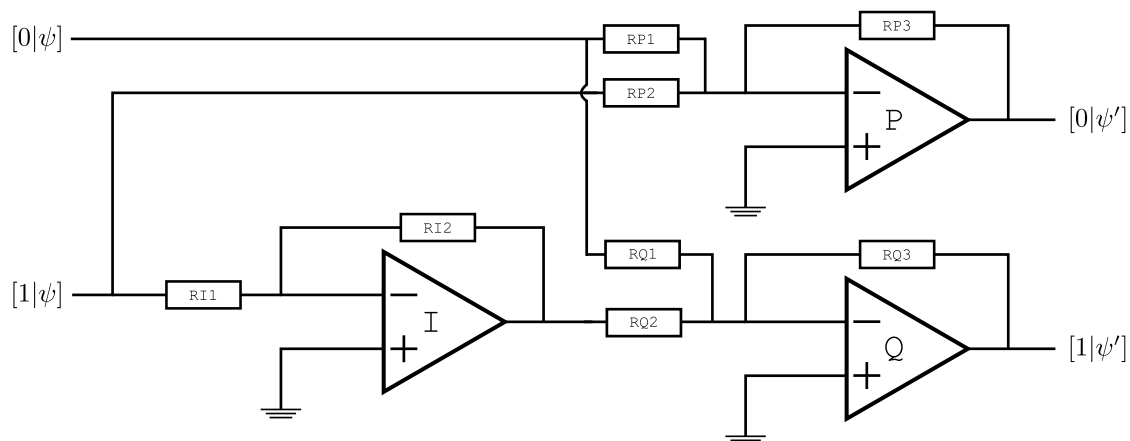 [0|ψ]
RP1
RP3
RP2
P
[0|ψ′]
RI2
RQ1
RQ3
[1|ψ]
RI1
I
RQ2
Q
[1|ψ′]